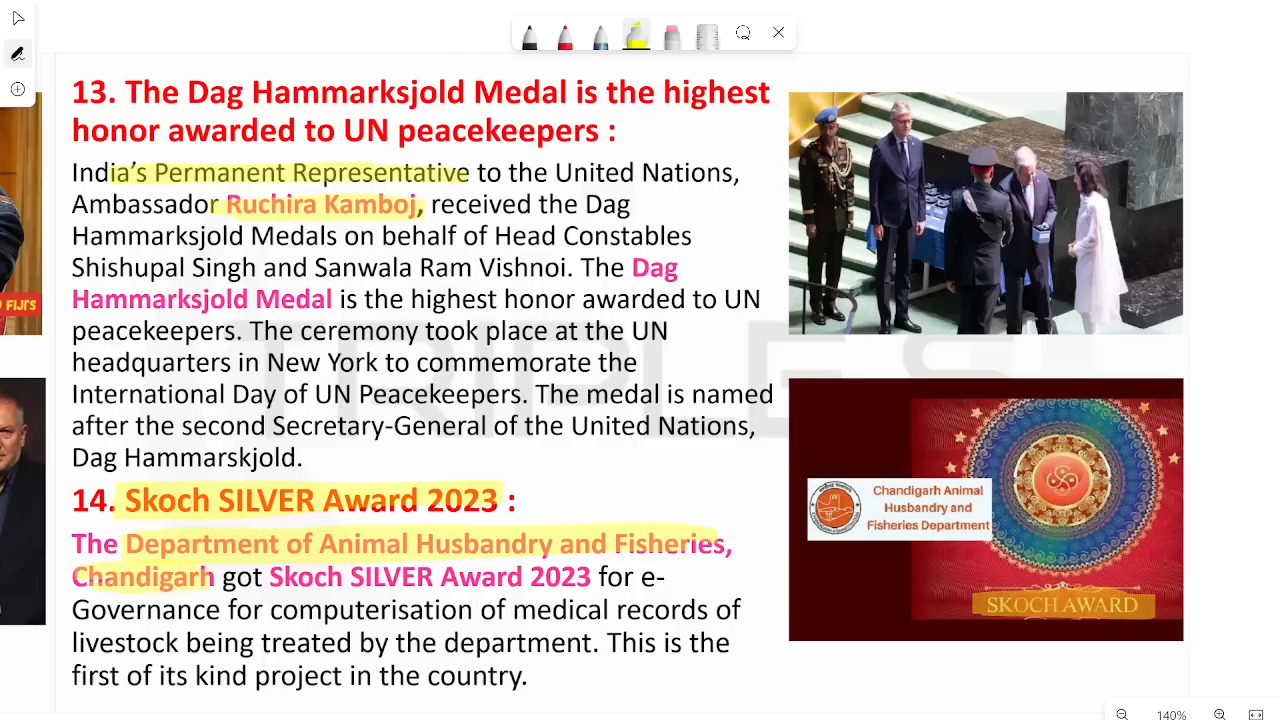 13. The Dag Hammarksjold Medal is the highest
honor awarded to UN peacekeepers :
India’s Permanent Representative to the United Nations,
Ambassador Ruchira Kamboj, received the Dag
Hammarksjold Medals on behalf of Head Constables
Shishupal Singh and Sanwala Ram Vishnoi. The Dag
Hammarksjold Medal is the highest honor awarded to UN
peacekeepers. The ceremony took place at the UN
headquarters in New York to commemorate the
International Day of UN Peacekeepers. The medal is named
after the second Secretary-General of the United Nations,
Dag Hammarskjold.
14. Skoch SILVER Award 2023 :
The Department of Animal Husbandry and Fisheries,
Chandigarh got Skoch SILVER Award 2023 for e-
Governance for computerisation of medical records of
livestock being treated by the department. This is the
first of its kind project in the country.
FIJI'S
TRIPLE S
Chandigarh Animal
Husbandry and
Fisheries Department
SKOCH AWARD
140%